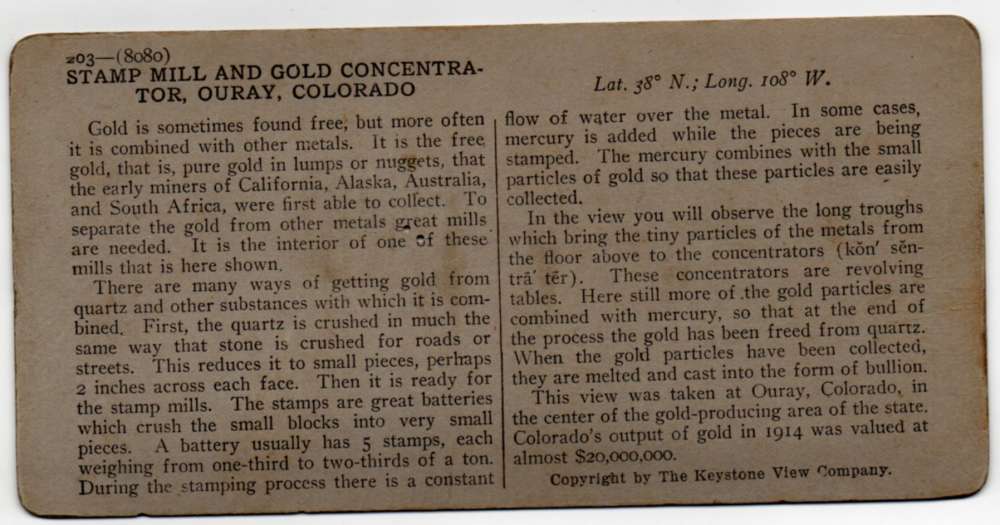 203—(8080)
STAMP MILL AND GOLD CONCENTRA-
TOR, OURAY, COLORADO
Gold is sometimes found free, but more often
it is combined with other metals. It is the free
gold, that is, pure gold in lumps or nuggets, that
the early miners of California, Alaska, Australia,
and South Africa, were first able to collect. To
separate the gold from other metals great mills
are needed. It is the interior of one of these
mills that is here shown.
There are many ways of getting gold from
quartz and other substances with which it is com-
bined. First, the quartz is crushed in much the
same way that stone is crushed for roads or
streets. This reduces it to small pieces, perhaps
2 inches across each face. Then it is ready for
the stamp mills. The stamps are great batteries
which crush the small blocks into very small
pieces. A battery usually has 5 stamps, each
weighing from one-third to two-thirds of a ton.
During the stamping process there is a constant
Lat. 38° N.; Long. 108° W.
flow of water over the metal. In some cases,
mercury is added while the pieces are being
stamped. The mercury combines with the small
particles of gold so that these particles are easily
collected.
In the view you will observe the long troughs
which bring the tiny particles of the metals from
the floor above to the concentrators (kŏn′ sĕn-
trā′ tẽr). These concentrators are revolving
tables. Here still more of the gold particles are
combined with mercury, so that at the end of
the process the gold has been freed from quartz.
When the gold particles have been collected,
they are melted and cast into the form of bullion.
This view was taken at Ouray, Colorado, in
the center of the gold-producing area of the state.
Colorado's output of gold in 1914 was valued at
almost $20,000,000.
Copyright by The Keystone View Company.